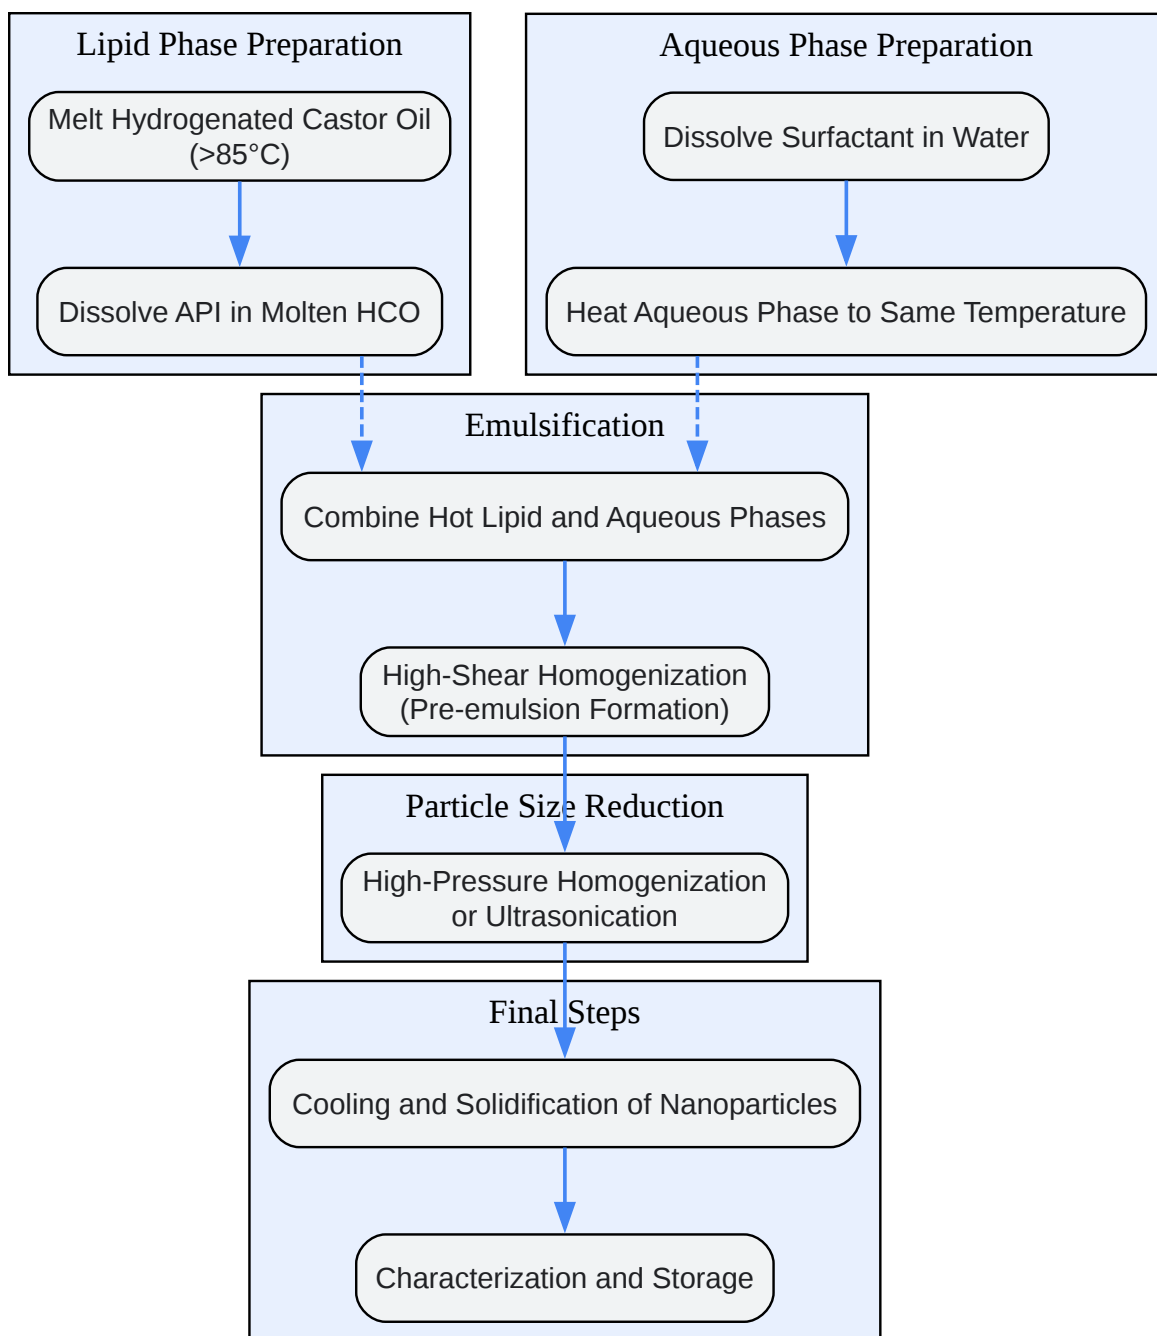 Lipid Phase Preparation
Melt Hydrogenated Castor Oil
(>85°C)
Dissolve API in Molten HCO
Aqueous Phase Preparation
Dissolve Surfactant in Water
Heat Aqueous Phase to Same Temperature
Emulsification
Combine Hot Lipid and Aqueous Phases
High-Shear Homogenization
(Pre-emulsion Formation)
Particle Size Reduction
High-Pressure Homogenization
or Ultrasonication
Final Steps
Cooling and Solidification of Nanoparticles
Characterization and Storage